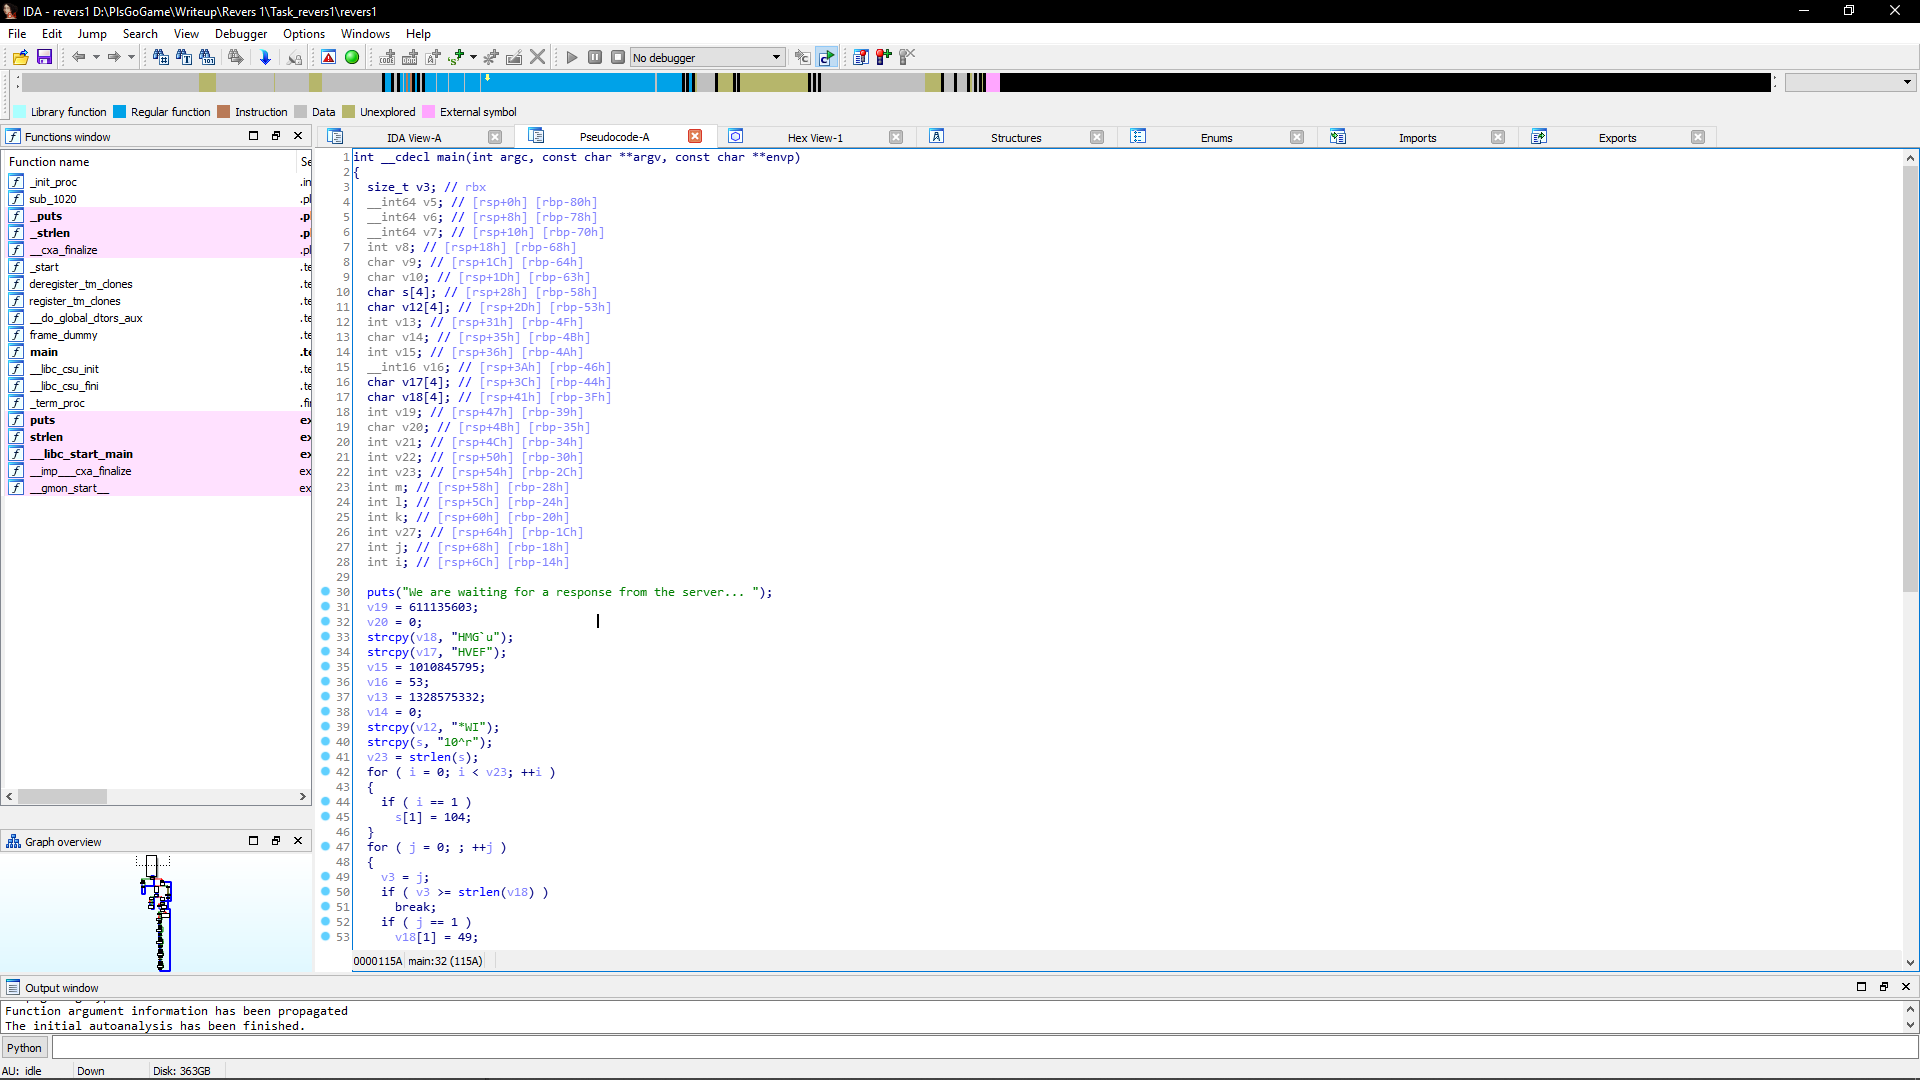 IDA - revers1 D:\PlsGoGame\Writeup\Revers 1\Task_revers1\revers1
File Edit Jump Search View Debugger Options Windows Help
No debugger
Library function Regular function Instruction Data Unexplored External symbol
Functions window
Function name Se
_init_proc .in
sub_1020 .pl
_puts .pl
_strlen .pl
__cxa_finalize .pl
_start .te
deregister_tm_clones .te
register_tm_clones .te
__do_global_dtors_aux .te
frame_dummy .te
main .te
__libc_csu_init .te
__libc_csu_fini .te
_term_proc .fi
puts ex
strlen ex
__libc_start_main ex
__imp___cxa_finalize ex
__gmon_start__ ex
Graph overview
IDA View-A Pseudocode-A Hex View-1 Structures Enums Imports Exports
1 int __cdecl main(int argc, const char **argv, const char **envp)
2 {
3 size_t v3; // rbx
4 __int64 v5; // [rsp+0h] [rbp-80h]
5 __int64 v6; // [rsp+8h] [rbp-78h]
6 __int64 v7; // [rsp+10h] [rbp-70h]
7 int v8; // [rsp+18h] [rbp-68h]
8 char v9; // [rsp+1Ch] [rbp-64h]
9 char v10; // [rsp+1Dh] [rbp-63h]
10 char s[4]; // [rsp+28h] [rbp-58h]
11 char v12[4]; // [rsp+2Dh] [rbp-53h]
12 int v13; // [rsp+31h] [rbp-4Fh]
13 char v14; // [rsp+35h] [rbp-4Bh]
14 int v15; // [rsp+36h] [rbp-4Ah]
15 __int16 v16; // [rsp+3Ah] [rbp-46h]
16 char v17[4]; // [rsp+3Ch] [rbp-44h]
17 char v18[4]; // [rsp+41h] [rbp-3Fh]
18 int v19; // [rsp+47h] [rbp-39h]
19 char v20; // [rsp+4Bh] [rbp-35h]
20 int v21; // [rsp+4Ch] [rbp-34h]
21 int v22; // [rsp+50h] [rbp-30h]
22 int v23; // [rsp+54h] [rbp-2Ch]
23 int m; // [rsp+58h] [rbp-28h]
24 int l; // [rsp+5Ch] [rbp-24h]
25 int k; // [rsp+60h] [rbp-20h]
26 int v27; // [rsp+64h] [rbp-1Ch]
27 int j; // [rsp+68h] [rbp-18h]
28 int i; // [rsp+6Ch] [rbp-14h]
29
30 puts("We are waiting for a response from the server... ");
31 v19 = 611135603;
32 v20 = 0;
33 strcpy(v18, "HMG`u");
34 strcpy(v17, "HVEF");
35 v15 = 1010845795;
36 v16 = 53;
37 v13 = 1328575332;
38 v14 = 0;
39 strcpy(v12, "*WI");
40 strcpy(s, "10^r");
41 v23 = strlen(s);
42 for ( i = 0; i < v23; ++i )
43 {
44 if ( i == 1 )
45 s[1] = 104;
46 }
47 for ( j = 0; ; ++j )
48 {
49 v3 = j;
50 if ( v3 >= strlen(v18) )
51 break;
52 if ( j == 1 )
53 v18[1] = 49;
0000115A main:32 (115A)
Output window
Function argument information has been propagated
The initial autoanalysis has been finished.
Python
AU: idle Down Disk: 363GB